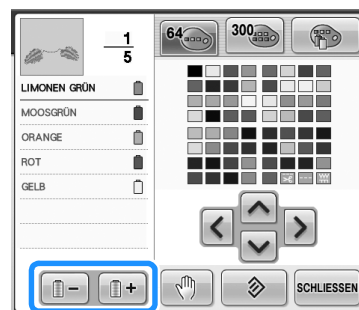 1
5
64
300
LIMONEN GRÜN
MOOSGRÜN
ORANGE
ROT
GELB
- +
SCHLIESSEN